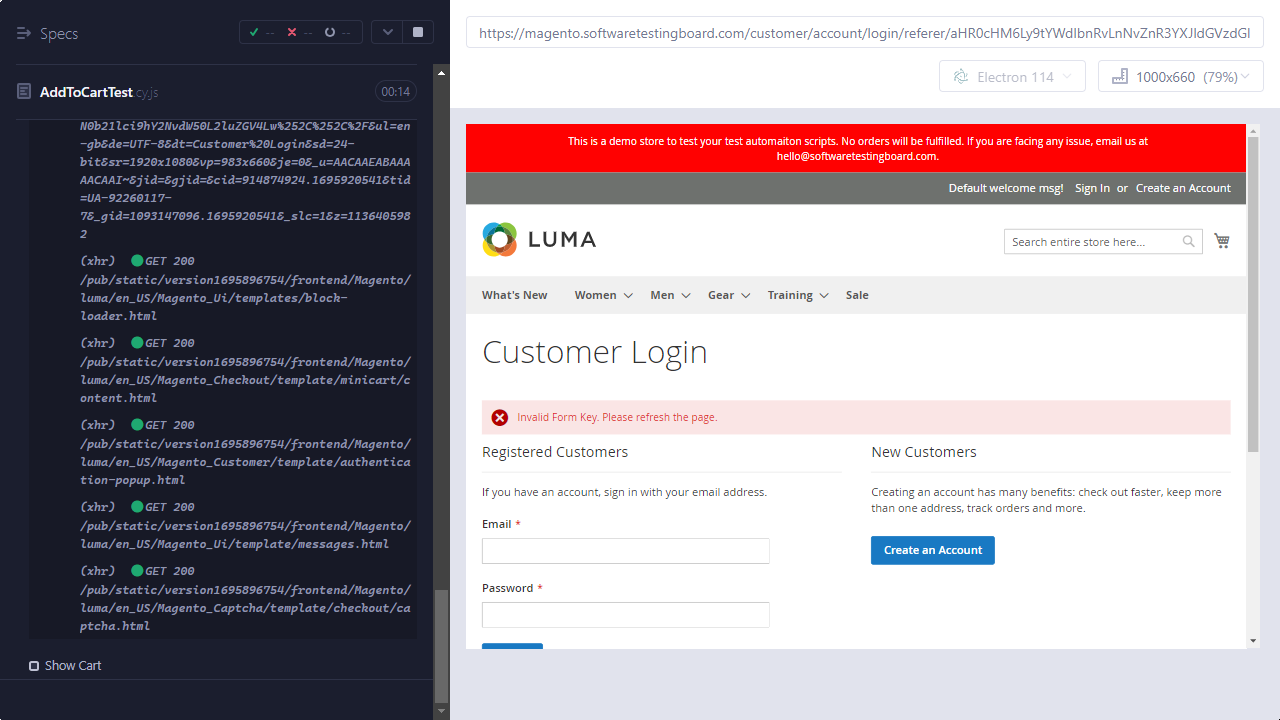 Specs
--
--
--
AddToCartTest.cy.js
00:14
N0b21lci9hY2NvdW50L2luZGV4Lw%252C%252C%2F&ul=en
-gb&de=UTF-8&dt=Customer%20Login&sd=24-
bit&sr=1920x1080&vp=983x660&je=0&_u=AACAAEABAAA
AACAAI~&jid=&gjid=&cid=914874924.1695920541&tid
=UA-92260117-
7&_gid=1093147096.1695920541&_slc=1&z=113640598
2
(xhr) GET 200
/pub/static/version1695896754/frontend/Magento/
luma/en_US/Magento_Ui/templates/block-
loader.html
(xhr) GET 200
/pub/static/version1695896754/frontend/Magento/
luma/en_US/Magento_Checkout/template/minicart/c
ontent.html
(xhr) GET 200
/pub/static/version1695896754/frontend/Magento/
luma/en_US/Magento_Customer/template/authentica
tion-popup.html
(xhr) GET 200
/pub/static/version1695896754/frontend/Magento/
luma/en_US/Magento_Ui/template/messages.html
(xhr) GET 200
/pub/static/version1695896754/frontend/Magento/
luma/en_US/Magento_Captcha/template/checkout/ca
ptcha.html
Show Cart
https://magento.softwaretestingboard.com/customer/account/login/referer/aHR0cHM6Ly9tYWdlbnRvLnNvZnR3YXJldGVzdGl
Electron 114
1000x660 (79%)
This is a demo store to test your test automaiton scripts. No orders will be fulfilled. If you are facing any issue, email us at
hello@softwaretestingboard.com.
Default welcome msg! Sign In or Create an Account
LUMA
Search entire store here...
What's New Women Men Gear Training Sale
Customer Login
Invalid Form Key. Please refresh the page.
Registered Customers
If you have an account, sign in with your email address.
Email *
Password *
New Customers
Creating an account has many benefits: check out faster, keep more
than one address, track orders and more.
Create an Account